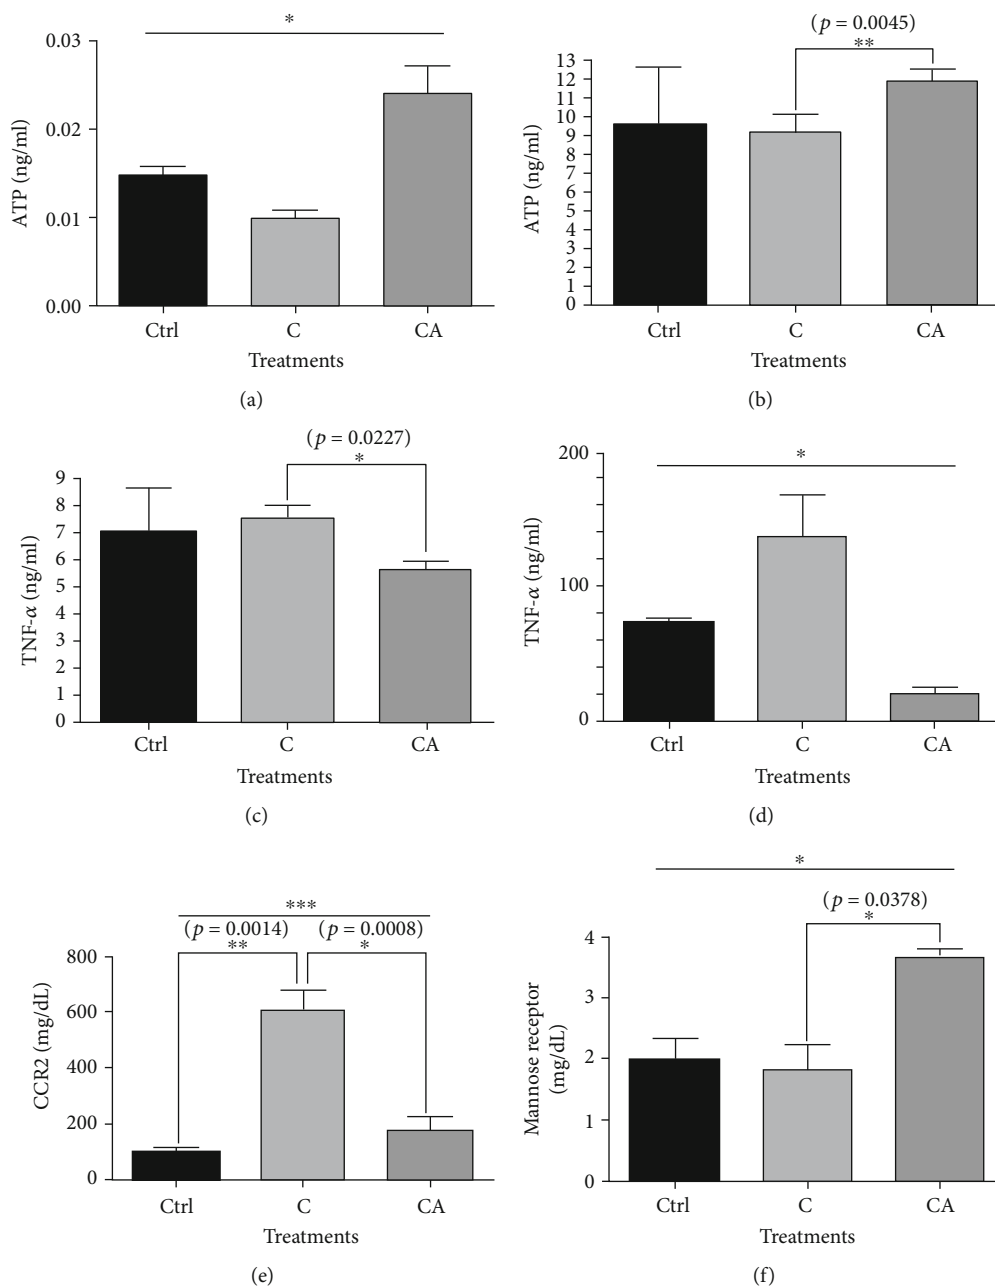 *
0.03
0.02
0.01
0.00
ATP (ng/ml)
Ctrl C CA
Treatments
(a)
(p = 0.0045)
**
13
12
11
10
9
8
7
6
5
4
3
2
1
0
ATP (ng/ml)
Ctrl C CA
Treatments
(b)
(p = 0.0227)
*
9
8
7
6
5
4
3
2
1
0
TNF-α (ng/ml)
Ctrl C CA
Treatments
(c)
*
200
100
0
TNF-α (ng/ml)
Ctrl C CA
Treatments
(d)
***
(p = 0.0014) (p = 0.0008)
** *
800
600
400
200
0
CCR2 (mg/dL)
Ctrl C CA
Treatments
(e)
*
(p = 0.0378)
*
4
3
2
1
0
Mannose receptor
(mg/dL)
Ctrl C CA
Treatments
(f)